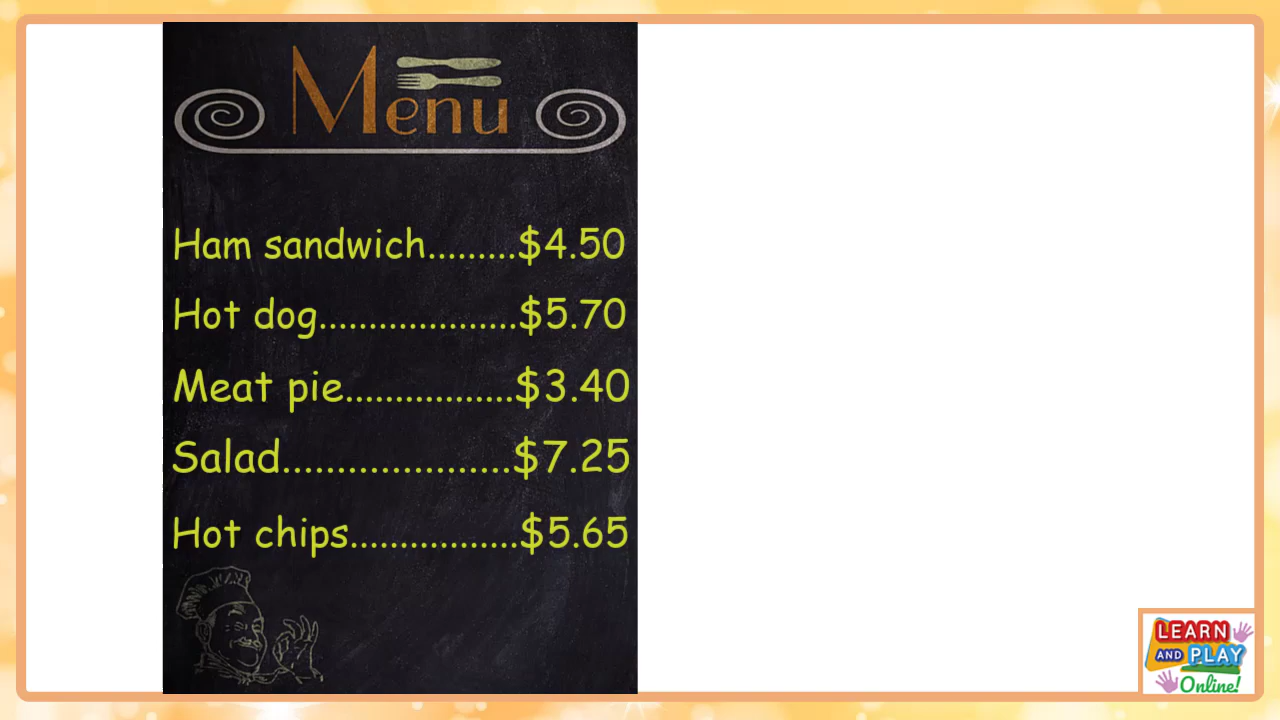 Menu
Ham sandwich.........$4.50
Hot dog....................$5.70
Meat pie.................$3.40
Salad.....................$7.25
Hot chips.................$5.65
LEARN
AND PLAY
Online!